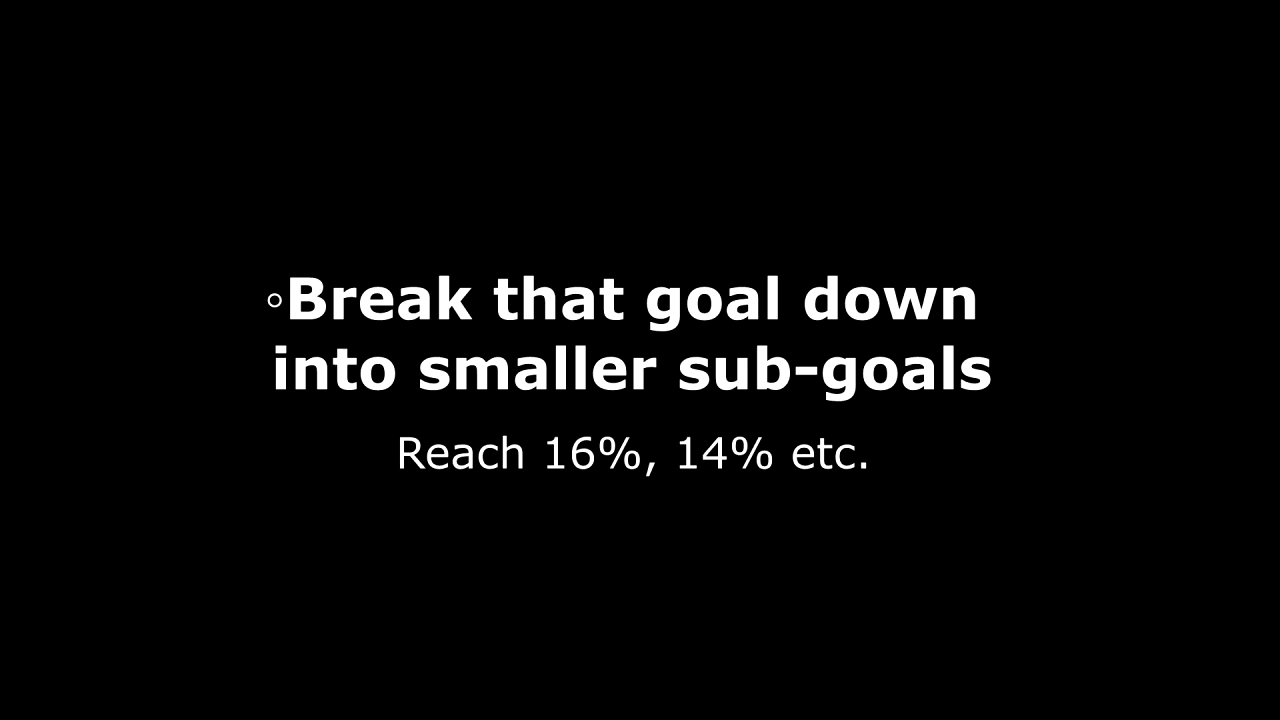 ◦Break that goal down
into smaller sub-goals
Reach 16%, 14% etc.